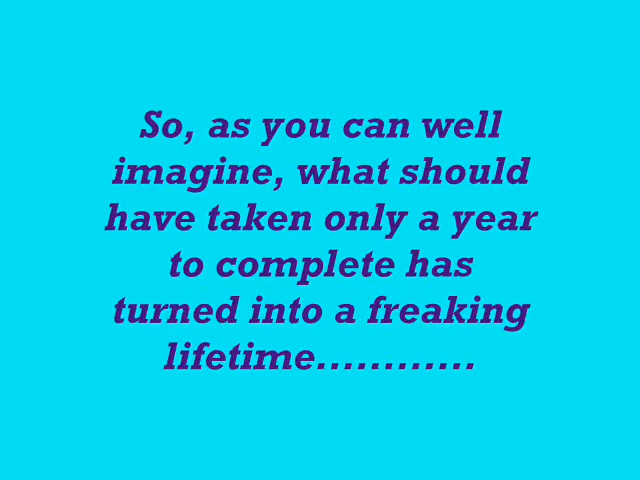 So, as you can well
imagine, what should
have taken only a year
to complete has
turned into a freaking
lifetime............